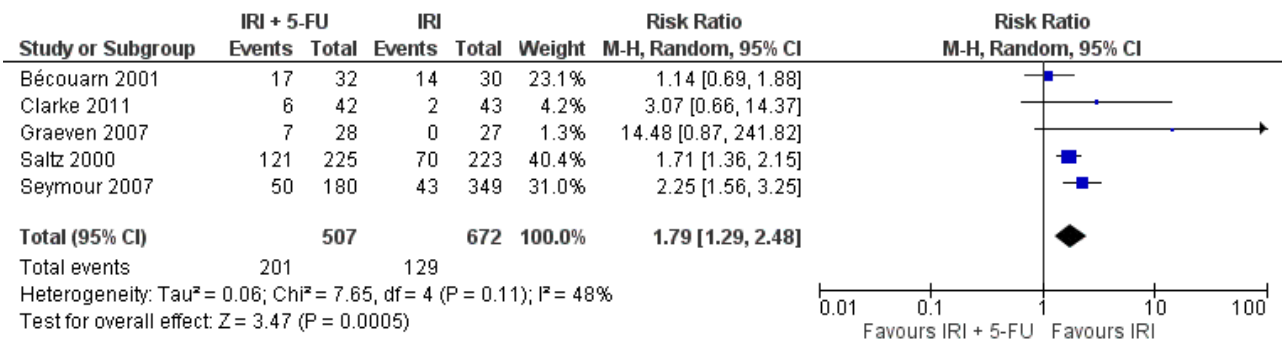 IRI + 5-FU IRI Risk Ratio Risk Ratio
Study or Subgroup Events Total Events Total Weight M-H, Random, 95% CI M-H, Random, 95% CI
Bécouarn 2001 17 32 14 30 23.1% 1.14 [0.69, 1.88]
Clarke 2011 6 42 2 43 4.2% 3.07 [0.66, 14.37]
Graeven 2007 7 28 0 27 1.3% 14.48 [0.87, 241.82]
Saltz 2000 121 225 70 223 40.4% 1.71 [1.36, 2.15]
Seymour 2007 50 180 43 349 31.0% 2.25 [1.56, 3.25]
Total (95% CI) 507 672 100.0% 1.79 [1.29, 2.48]
Total events 201 129
Heterogeneity: Tau² = 0.06; Chi² = 7.65, df = 4 (P = 0.11); I² = 48%
Test for overall effect: Z = 3.47 (P = 0.0005)
0.01 0.1 1 10 100
Favours IRI + 5-FU Favours IRI